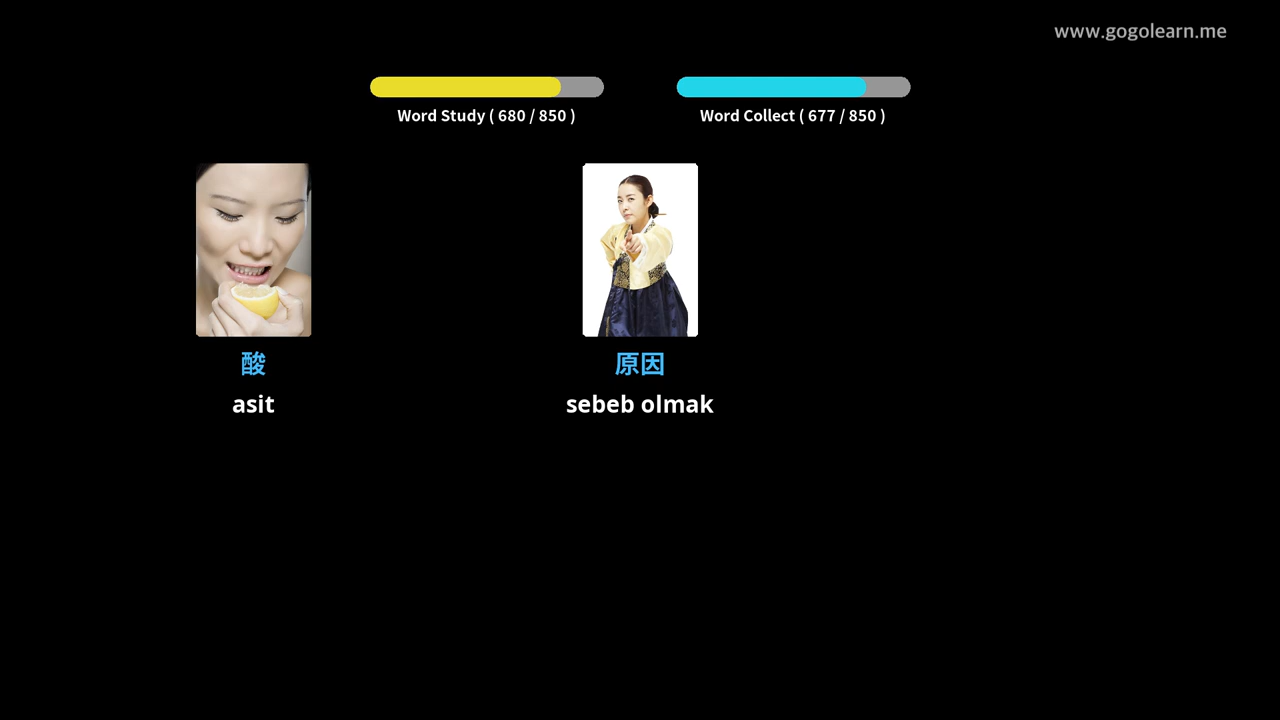 www.gogolearn.me
Word Study ( 680 / 850 )
Word Collect ( 677 / 850 )
酸
原因
asit
sebeb olmak